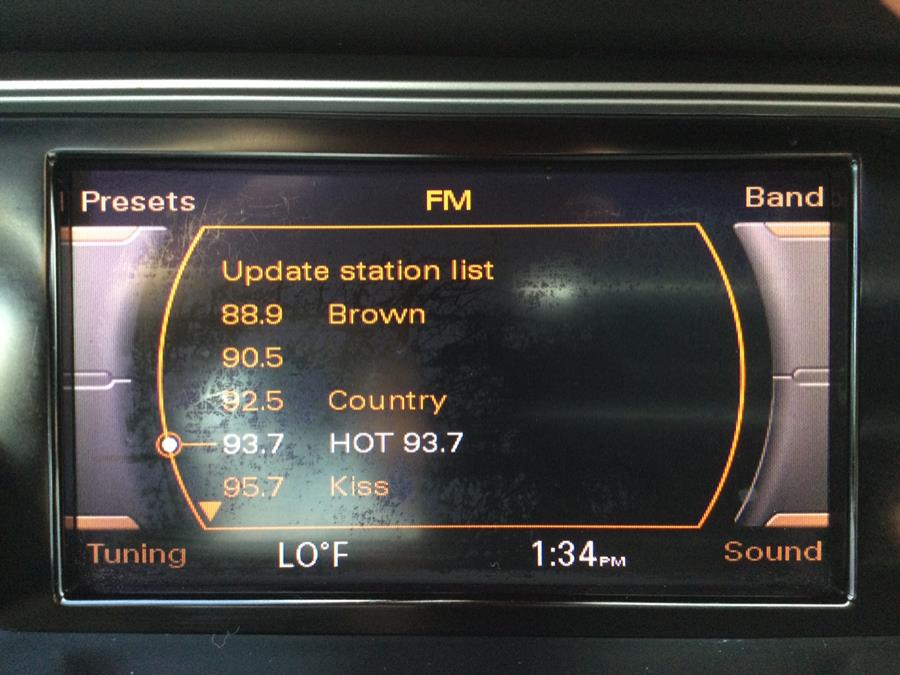 Presets FM Band
Update station list
88.9 Brown
90.5
92.5 Country
93.7 HOT 93.7
95.7 Kiss
Tuning LO°F 1:34PM Sound